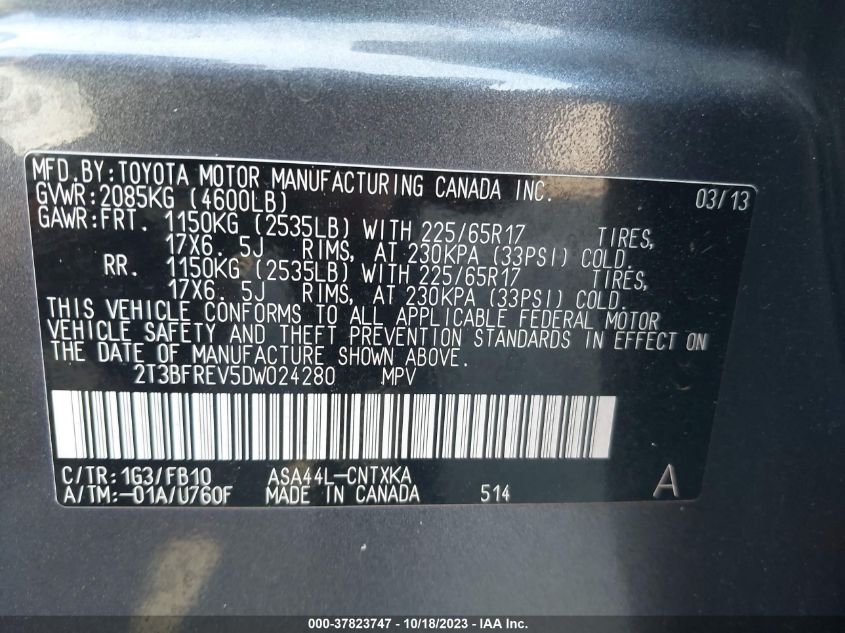 MFD.BY:TOYOTA MOTOR MANUFACTURING CANADA INC. 03/13
GVWR:2085KG (4600LB)
GAWR:FRT. 1150KG (2535LB) WITH 225/65R17 TIRES,
17X6. 5J RIMS, AT 230KPA (33PSI) COLD.
RR. 1150KG (2535LB) WITH 225/65R17 TIRES,
17X6. 5J RIMS, AT 230KPA (33PSI) COLD.
THIS VEHICLE CONFORMS TO ALL APPLICABLE FEDERAL MOTOR
VEHICLE SAFETY AND THEFT PREVENTION STANDARDS IN EFFECT ON
THE DATE OF MANUFACTURE SHOWN ABOVE.
2T3BFREV5DW024280 MPV
C/TR:1G3/FB10 ASA44L-CNTXKA
A/TM:-01A/U760F MADE IN CANADA 514 A
000-37823747 - 10/18/2023 - IAA Inc.